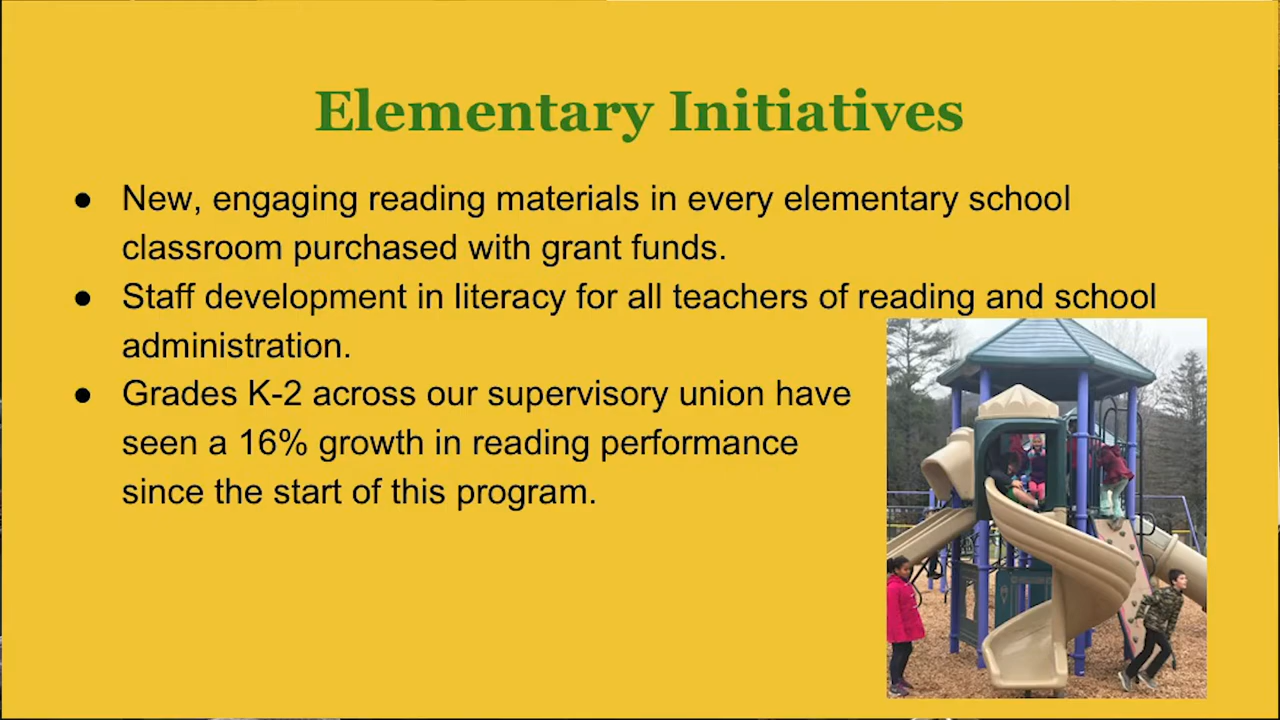 Elementary Initiatives
● New, engaging reading materials in every elementary school
classroom purchased with grant funds.
● Staff development in literacy for all teachers of reading and school
administration.
● Grades K-2 across our supervisory union have
seen a 16% growth in reading performance
since the start of this program.